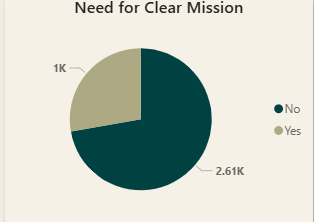 Need for Clear Mission
1K
No
Yes
2.61K